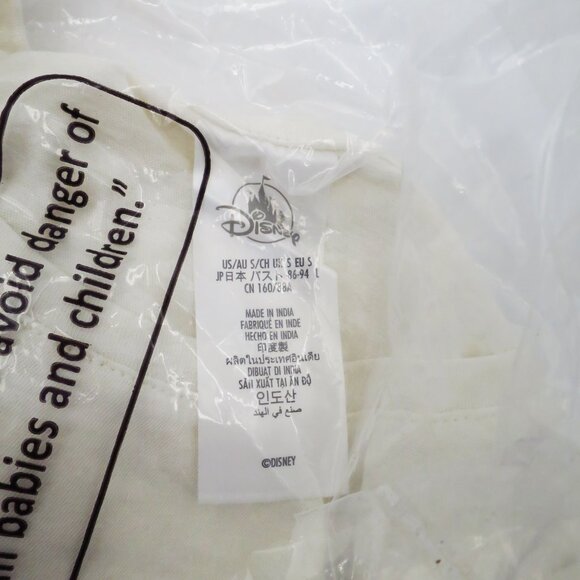 avoid danger of
babies and children.”
Disney
US/AU S/CH UK S EU S
JP日本 バスト 86-94 L
CN 160/88A
MADE IN INDIA
FABRIQUÉ EN INDE
HECHO EN INDIA
印度製
ผลิตในประเทศอินเดีย
DIBUAT DI INDIA
SẢN XUẤT TẠI ẤN ĐỘ
인도산
صنع في الهند
©DISNEY